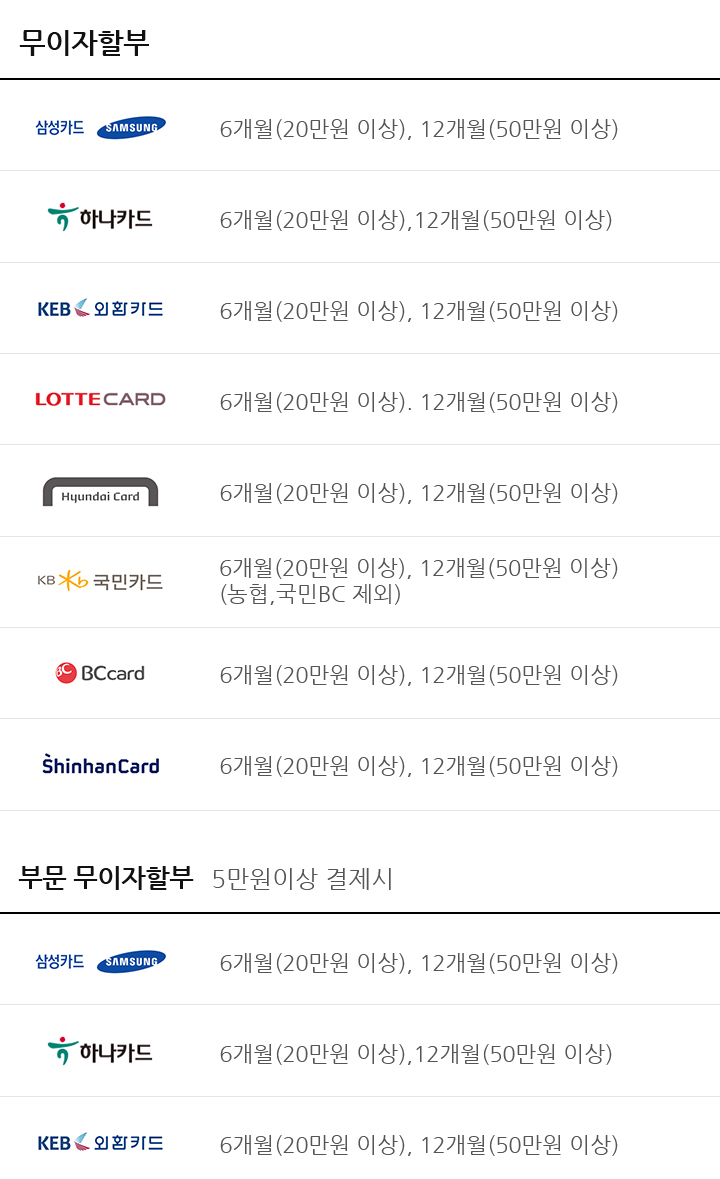 무이자할부
삼성카드 SAMSUNG 6개월(20만원 이상), 12개월(50만원 이상)
하나카드 6개월(20만원 이상),12개월(50만원 이상)
KEB 외환카드 6개월(20만원 이상), 12개월(50만원 이상)
LOTTE CARD 6개월(20만원 이상). 12개월(50만원 이상)
Hyundai Card 6개월(20만원 이상), 12개월(50만원 이상)
KB 국민카드 6개월(20만원 이상), 12개월(50만원 이상)
(농협,국민BC 제외)
BC BCcard 6개월(20만원 이상), 12개월(50만원 이상)
ShinhanCard 6개월(20만원 이상), 12개월(50만원 이상)
부문 무이자할부 5만원이상 결제시
삼성카드 SAMSUNG 6개월(20만원 이상), 12개월(50만원 이상)
하나카드 6개월(20만원 이상),12개월(50만원 이상)
KEB 외환카드 6개월(20만원 이상), 12개월(50만원 이상)